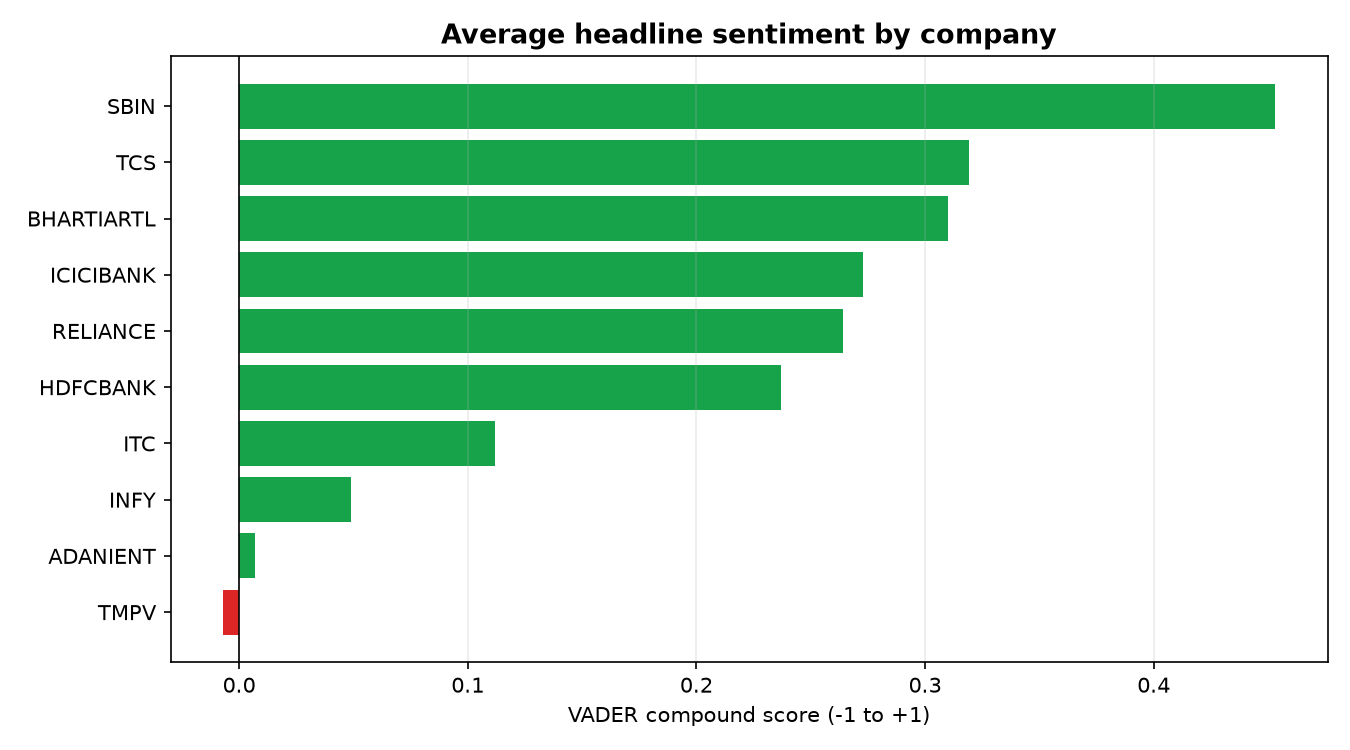 Average headline sentiment by company
SBIN
TCS
BHARTIARTL
ICICIBANK
RELIANCE
HDFCBANK
ITC
INFY
ADANIENT
TMPV
0.0 0.1 0.2 0.3 0.4
VADER compound score (-1 to +1)